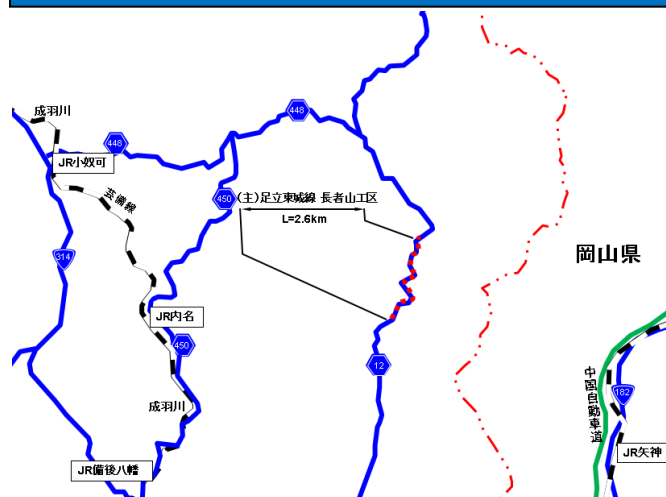 成羽川
448
448
JR小奴可
芸備線
450
(主)足立東城線 長者山工区
L=2.6km
岡山県
314
JR内名
450
12
中国自動車道
182
成羽川
JR矢神
JR備後八幡